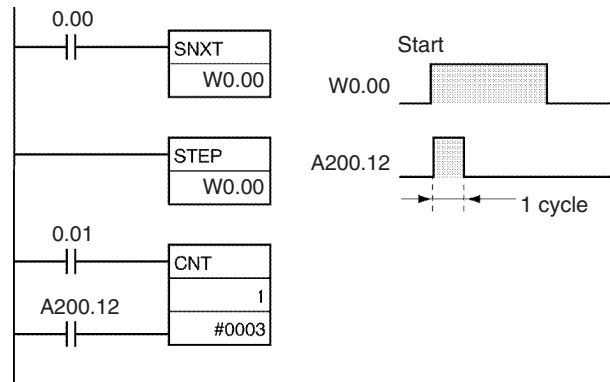 0.00
SNXT
W0.00
STEP
W0.00
0.01
CNT
1
A200.12
#0003
Start
W0.00
A200.12
1 cycle